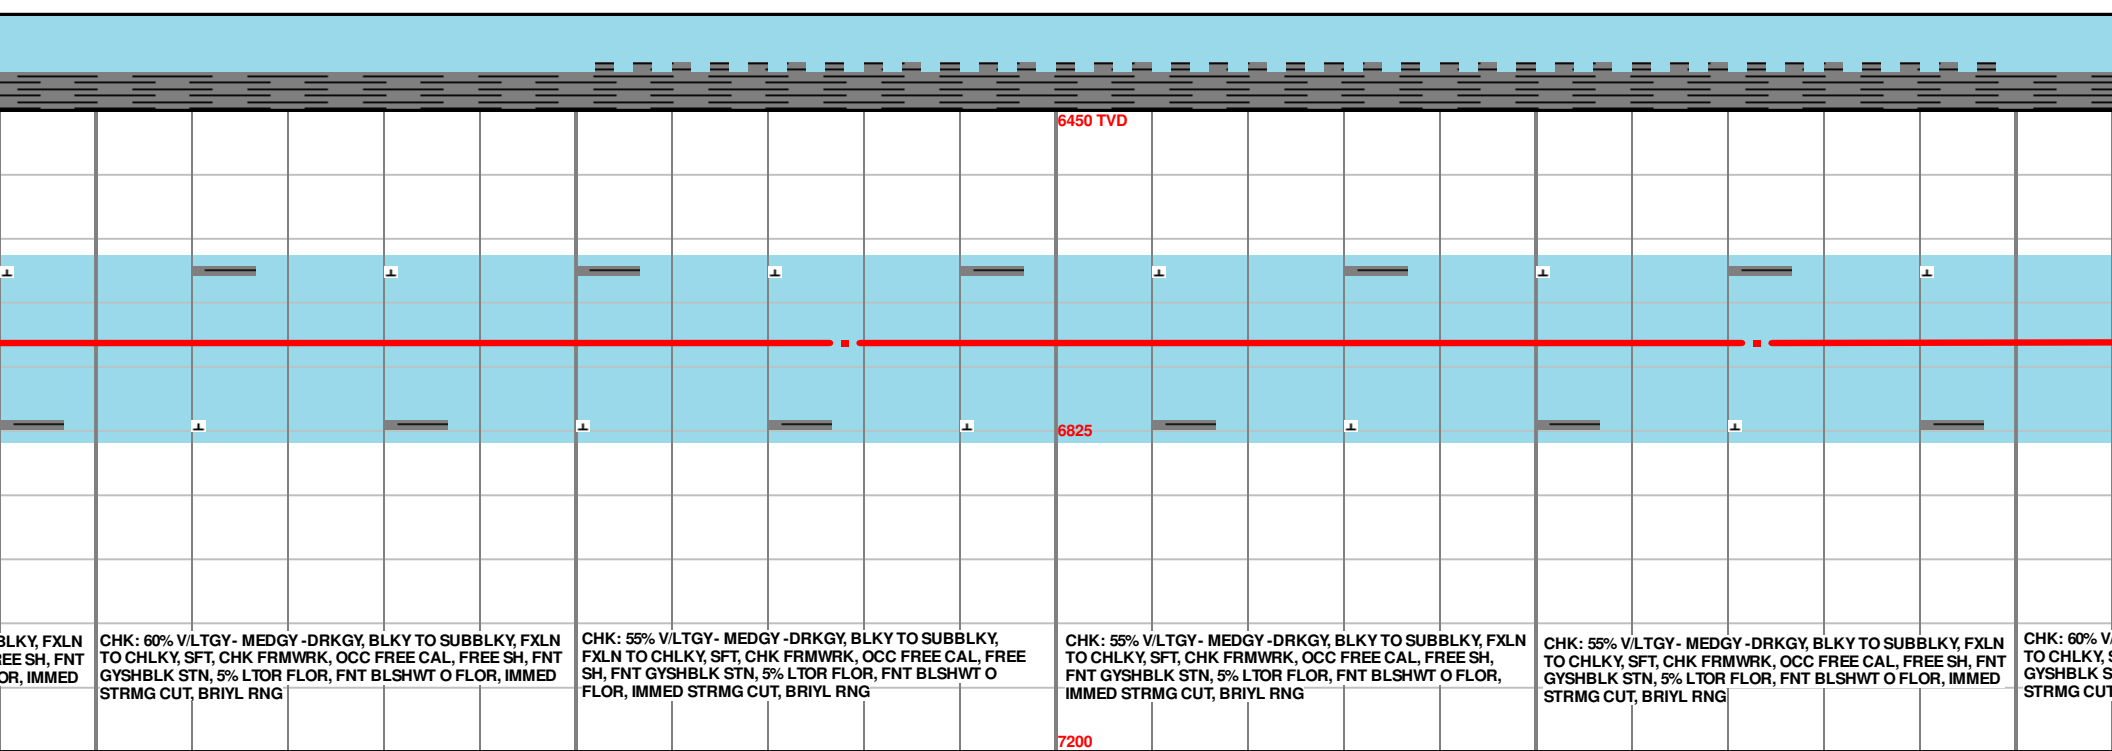 6450 TVD
6825
BLKY, FXLN
EE SH, FNT
OR, IMMED
CHK: 60% V/LTGY- MEDGY -DRKGY, BLKY TO SUBBLKY, FXLN
TO CHLKY, SFT, CHK FRMWRK, OCC FREE CAL, FREE SH, FNT
GYSHBLK STN, 5% LTOR FLOR, FNT BLSHWT O FLOR, IMMED
STRMG CUT, BRIYL RNG
CHK: 55% V/LTGY- MEDGY -DRKGY, BLKY TO SUBBLKY,
FXLN TO CHLKY, SFT, CHK FRMWRK, OCC FREE CAL, FREE
SH, FNT GYSHBLK STN, 5% LTOR FLOR, FNT BLSHWT O
FLOR, IMMED STRMG CUT, BRIYL RNG
CHK: 55% V/LTGY- MEDGY -DRKGY, BLKY TO SUBBLKY, FXLN
TO CHLKY, SFT, CHK FRMWRK, OCC FREE CAL, FREE SH,
FNT GYSHBLK STN, 5% LTOR FLOR, FNT BLSHWT O FLOR,
IMMED STRMG CUT, BRIYL RNG
CHK: 55% V/LTGY- MEDGY -DRKGY, BLKY TO SUBBLKY, FXLN
TO CHLKY, SFT, CHK FRMWRK, OCC FREE CAL, FREE SH, FNT
GYSHBLK STN, 5% LTOR FLOR, FNT BLSHWT O FLOR, IMMED
STRMG CUT, BRIYL RNG
CHK: 60% V/
TO CHLKY, S
GYSHBLK S
STRMG CUT
7200